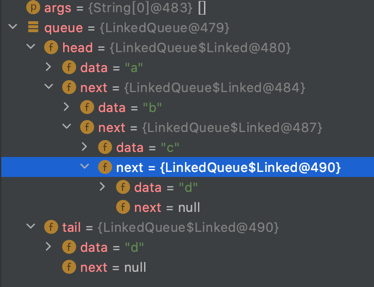 p args = {String[0]@483} []
queue = {LinkedQueue@479}
f head = {LinkedQueue$Linked@480}
f data = "a"
f next = {LinkedQueue$Linked@484}
f data = "b"
f next = {LinkedQueue$Linked@487}
f data = "c"
f next = {LinkedQueue$Linked@490}
f data = "d"
f next = null
f tail = {LinkedQueue$Linked@490}
f data = "d"
f next = null